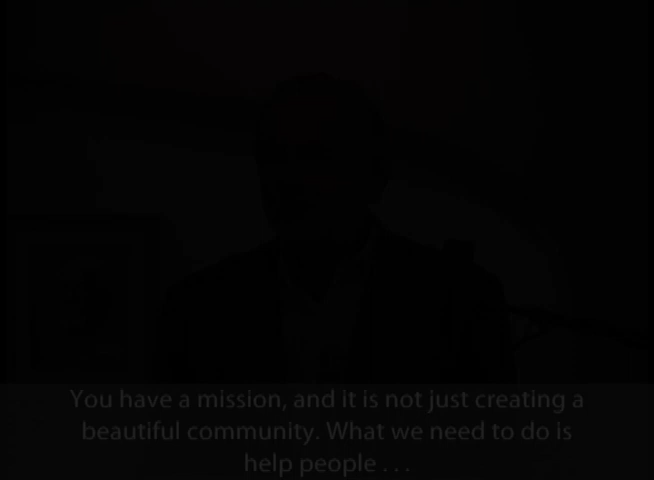 You have a mission, and it is not just creating a
beautiful community. What we need to do is
help people . . .